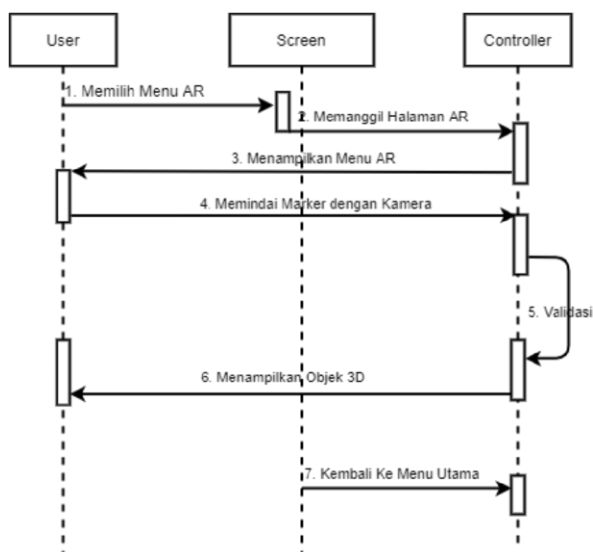 User
Screen
Controller
1. Memilih Menu AR
2. Memanggil Halaman AR
3. Menampilkan Menu AR
4. Memindai Marker dengan Kamera
5. Validasi
6. Menampilkan Objek 3D
7. Kembali Ke Menu Utama